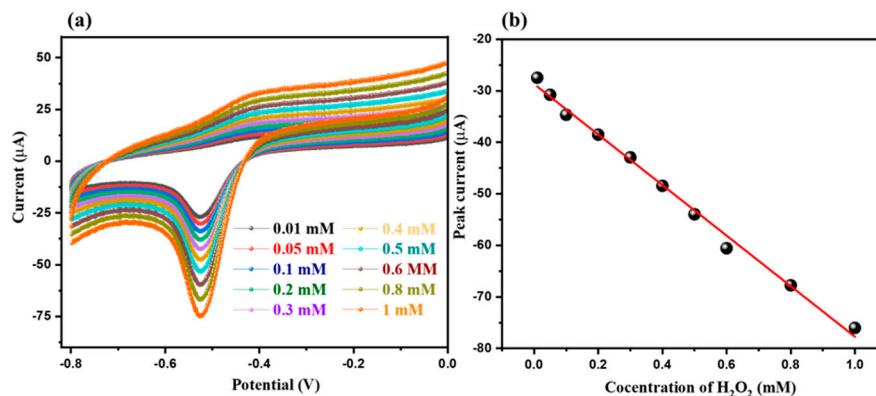 (a)
50
25
0
-25
-50
-75
Current (μA)
0.01 mM
0.05 mM
0.1 mM
0.2 mM
0.3 mM
0.4 mM
0.5 mM
0.6 MM
0.8 mM
1 mM
-0.8
-0.6
-0.4
-0.2
0.0
Potential (V)
(b)
-20
-30
-40
-50
-60
-70
-80
Peak current (μA)
0.0
0.2
0.4
0.6
0.8
1.0
Cocentration of H₂O₂ (mM)